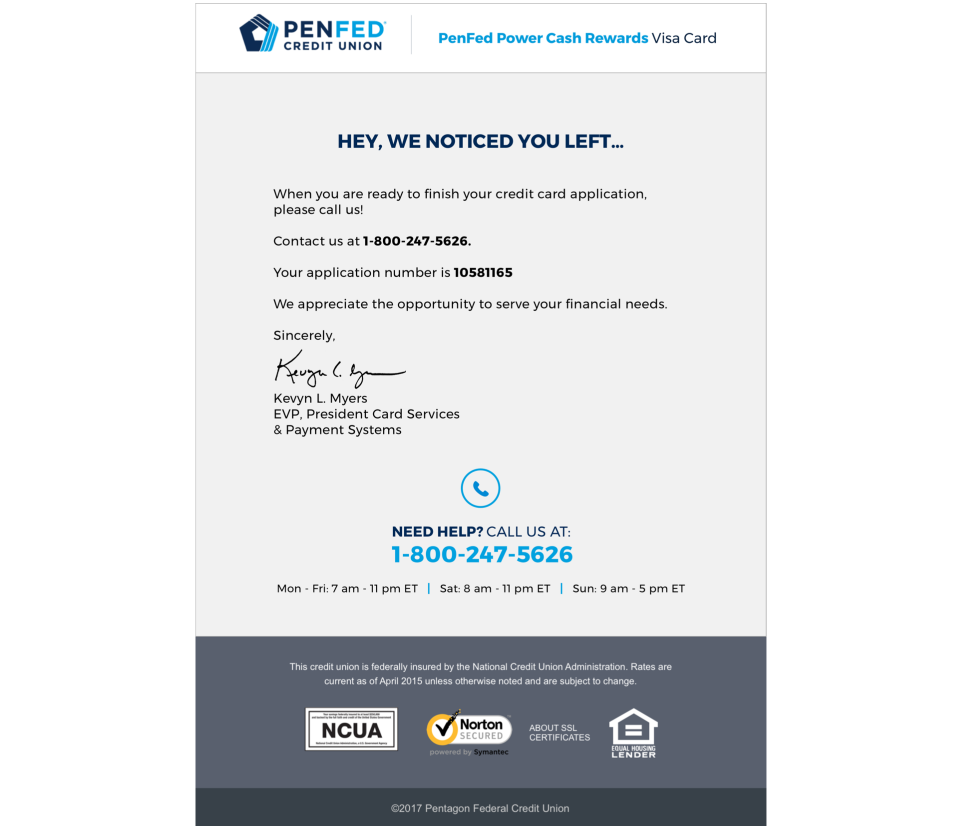 PENFED
CREDIT UNION
PenFed Power Cash Rewards Visa Card
HEY, WE NOTICED YOU LEFT...
When you are ready to finish your credit card application,
please call us!
Contact us at 1-800-247-5626.
Your application number is 10581165
We appreciate the opportunity to serve your financial needs.
Sincerely,
Kevyn L. Myers
EVP, President Card Services
& Payment Systems
NEED HELP? CALL US AT:
1-800-247-5626
Mon - Fri: 7 am - 11 pm ET | Sat: 8 am - 11 pm ET | Sun: 9 am - 5 pm ET
This credit union is federally insured by the National Credit Union Administration. Rates are
current as of April 2015 unless otherwise noted and are subject to change.
NCUA
Norton
SECURED
powered by Symantec
ABOUT SSL
CERTIFICATES
EQUAL HOUSING
LENDER
©2017 Pentagon Federal Credit Union